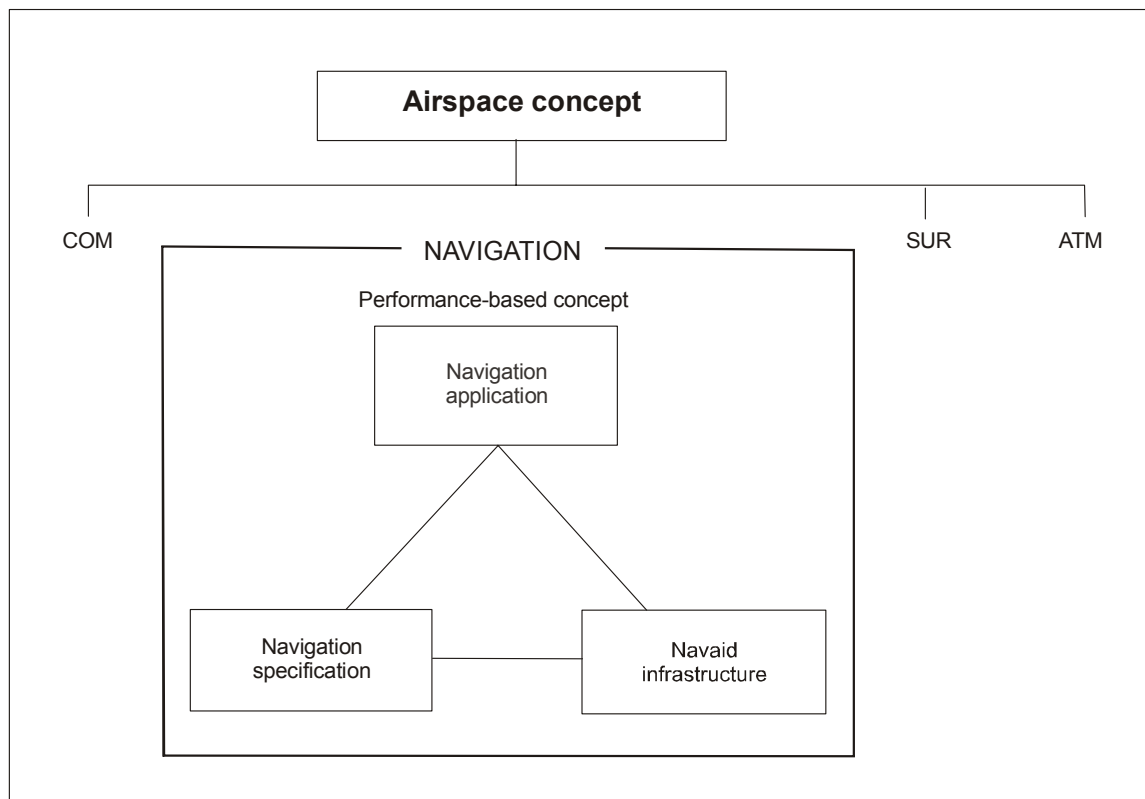 Airspace concept
COM
SUR
ATM
NAVIGATION
Performance-based concept
Navigation
application
Navigation
specification
Navaid
infrastructure